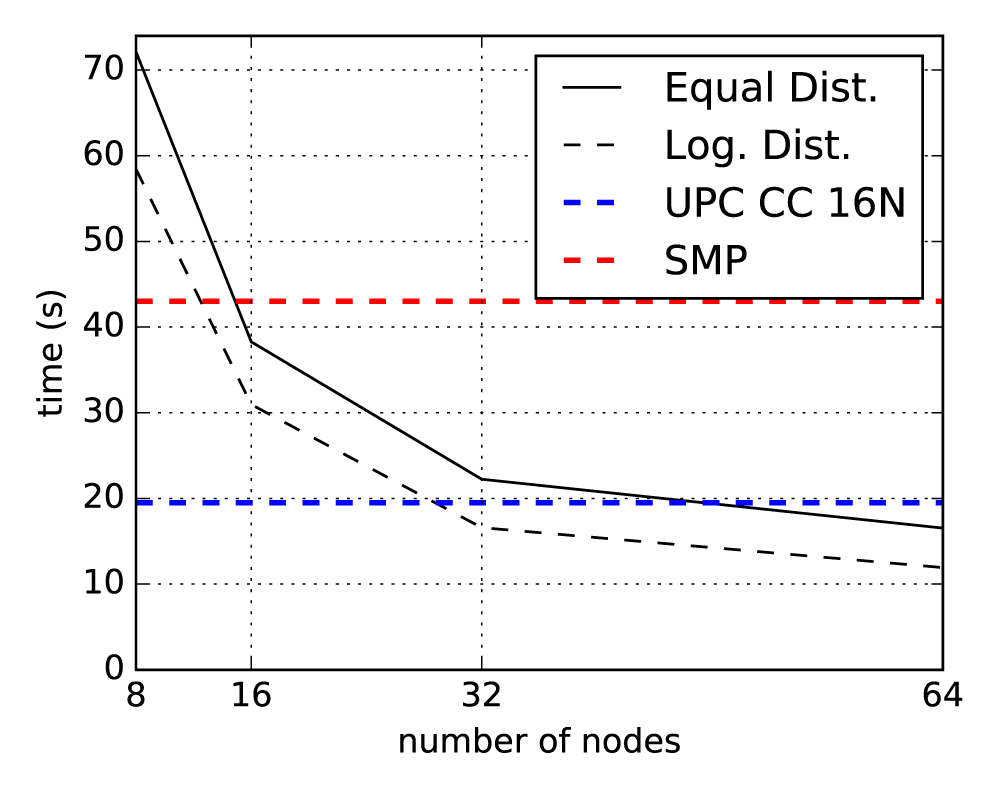 70
60
50
40
30
20
10
0
time (s)
Equal Dist.
Log. Dist.
UPC CC 16N
SMP
8 16 32 64
number of nodes